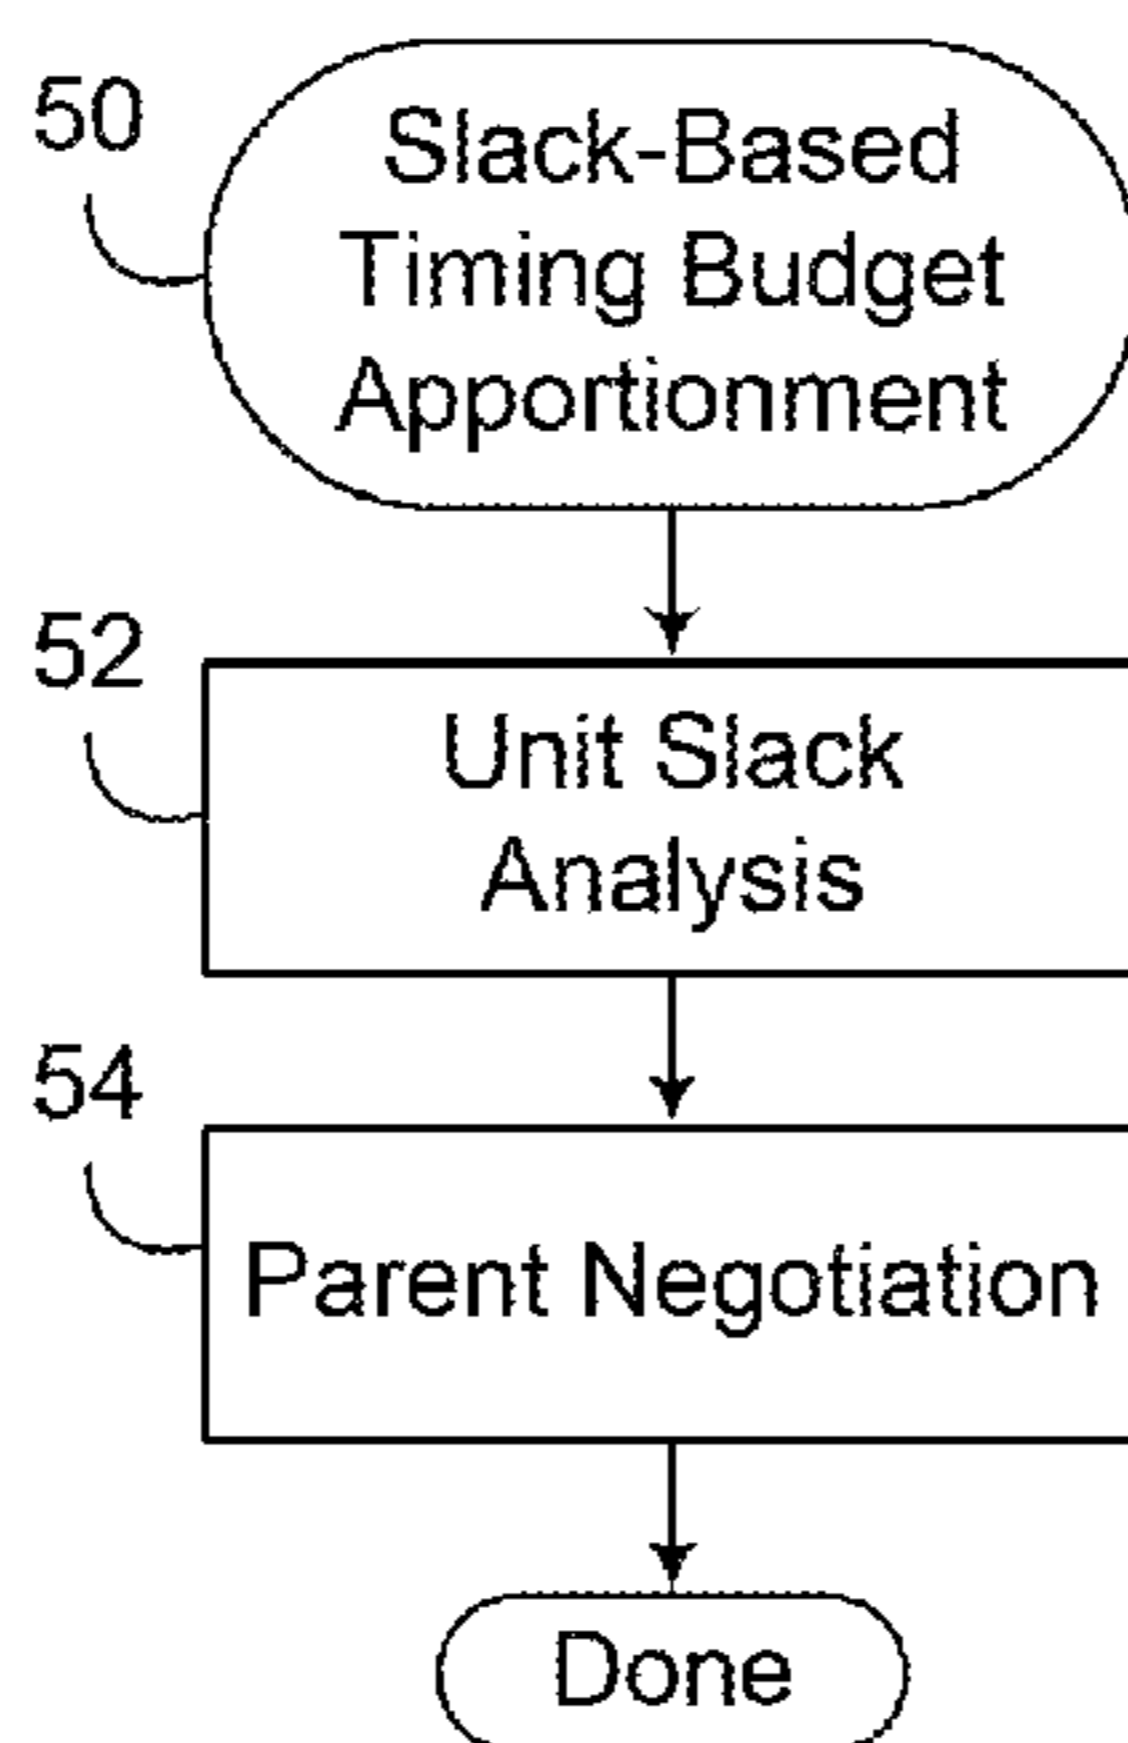 50
Slack-Based
Timing Budget
Apportionment
52
Unit Slack
Analysis
54
Parent Negotiation
Done